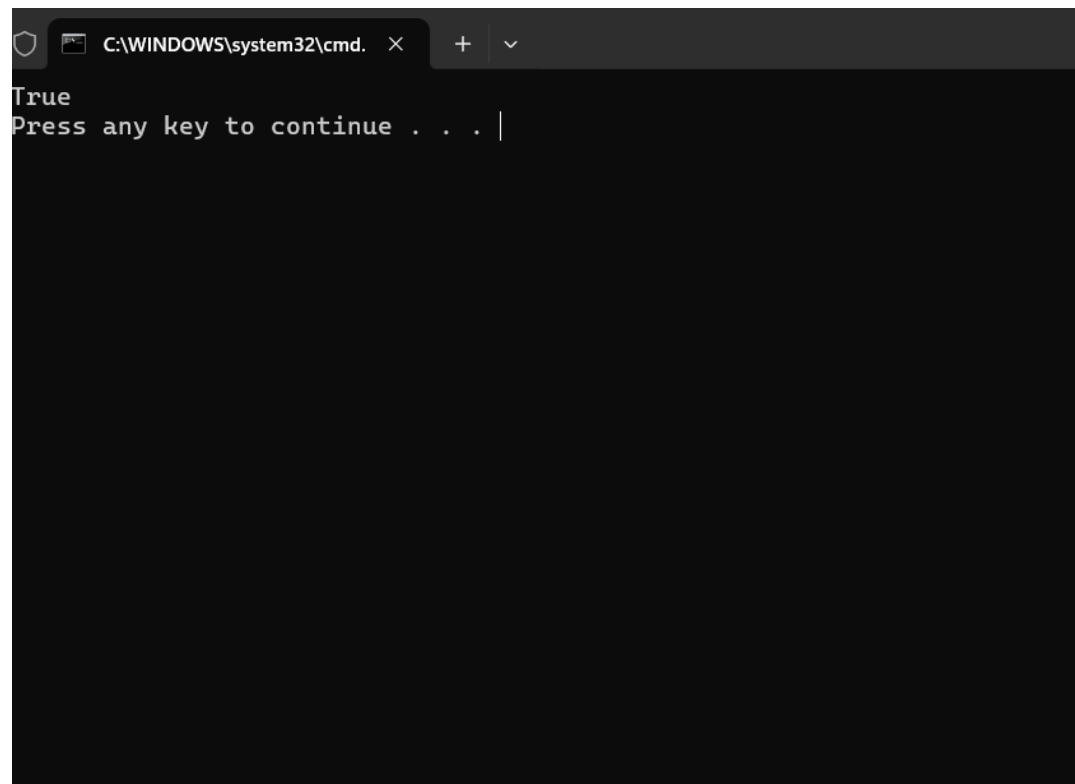 C:\WINDOWS\system32\cmd.
True
Press any key to continue . . .